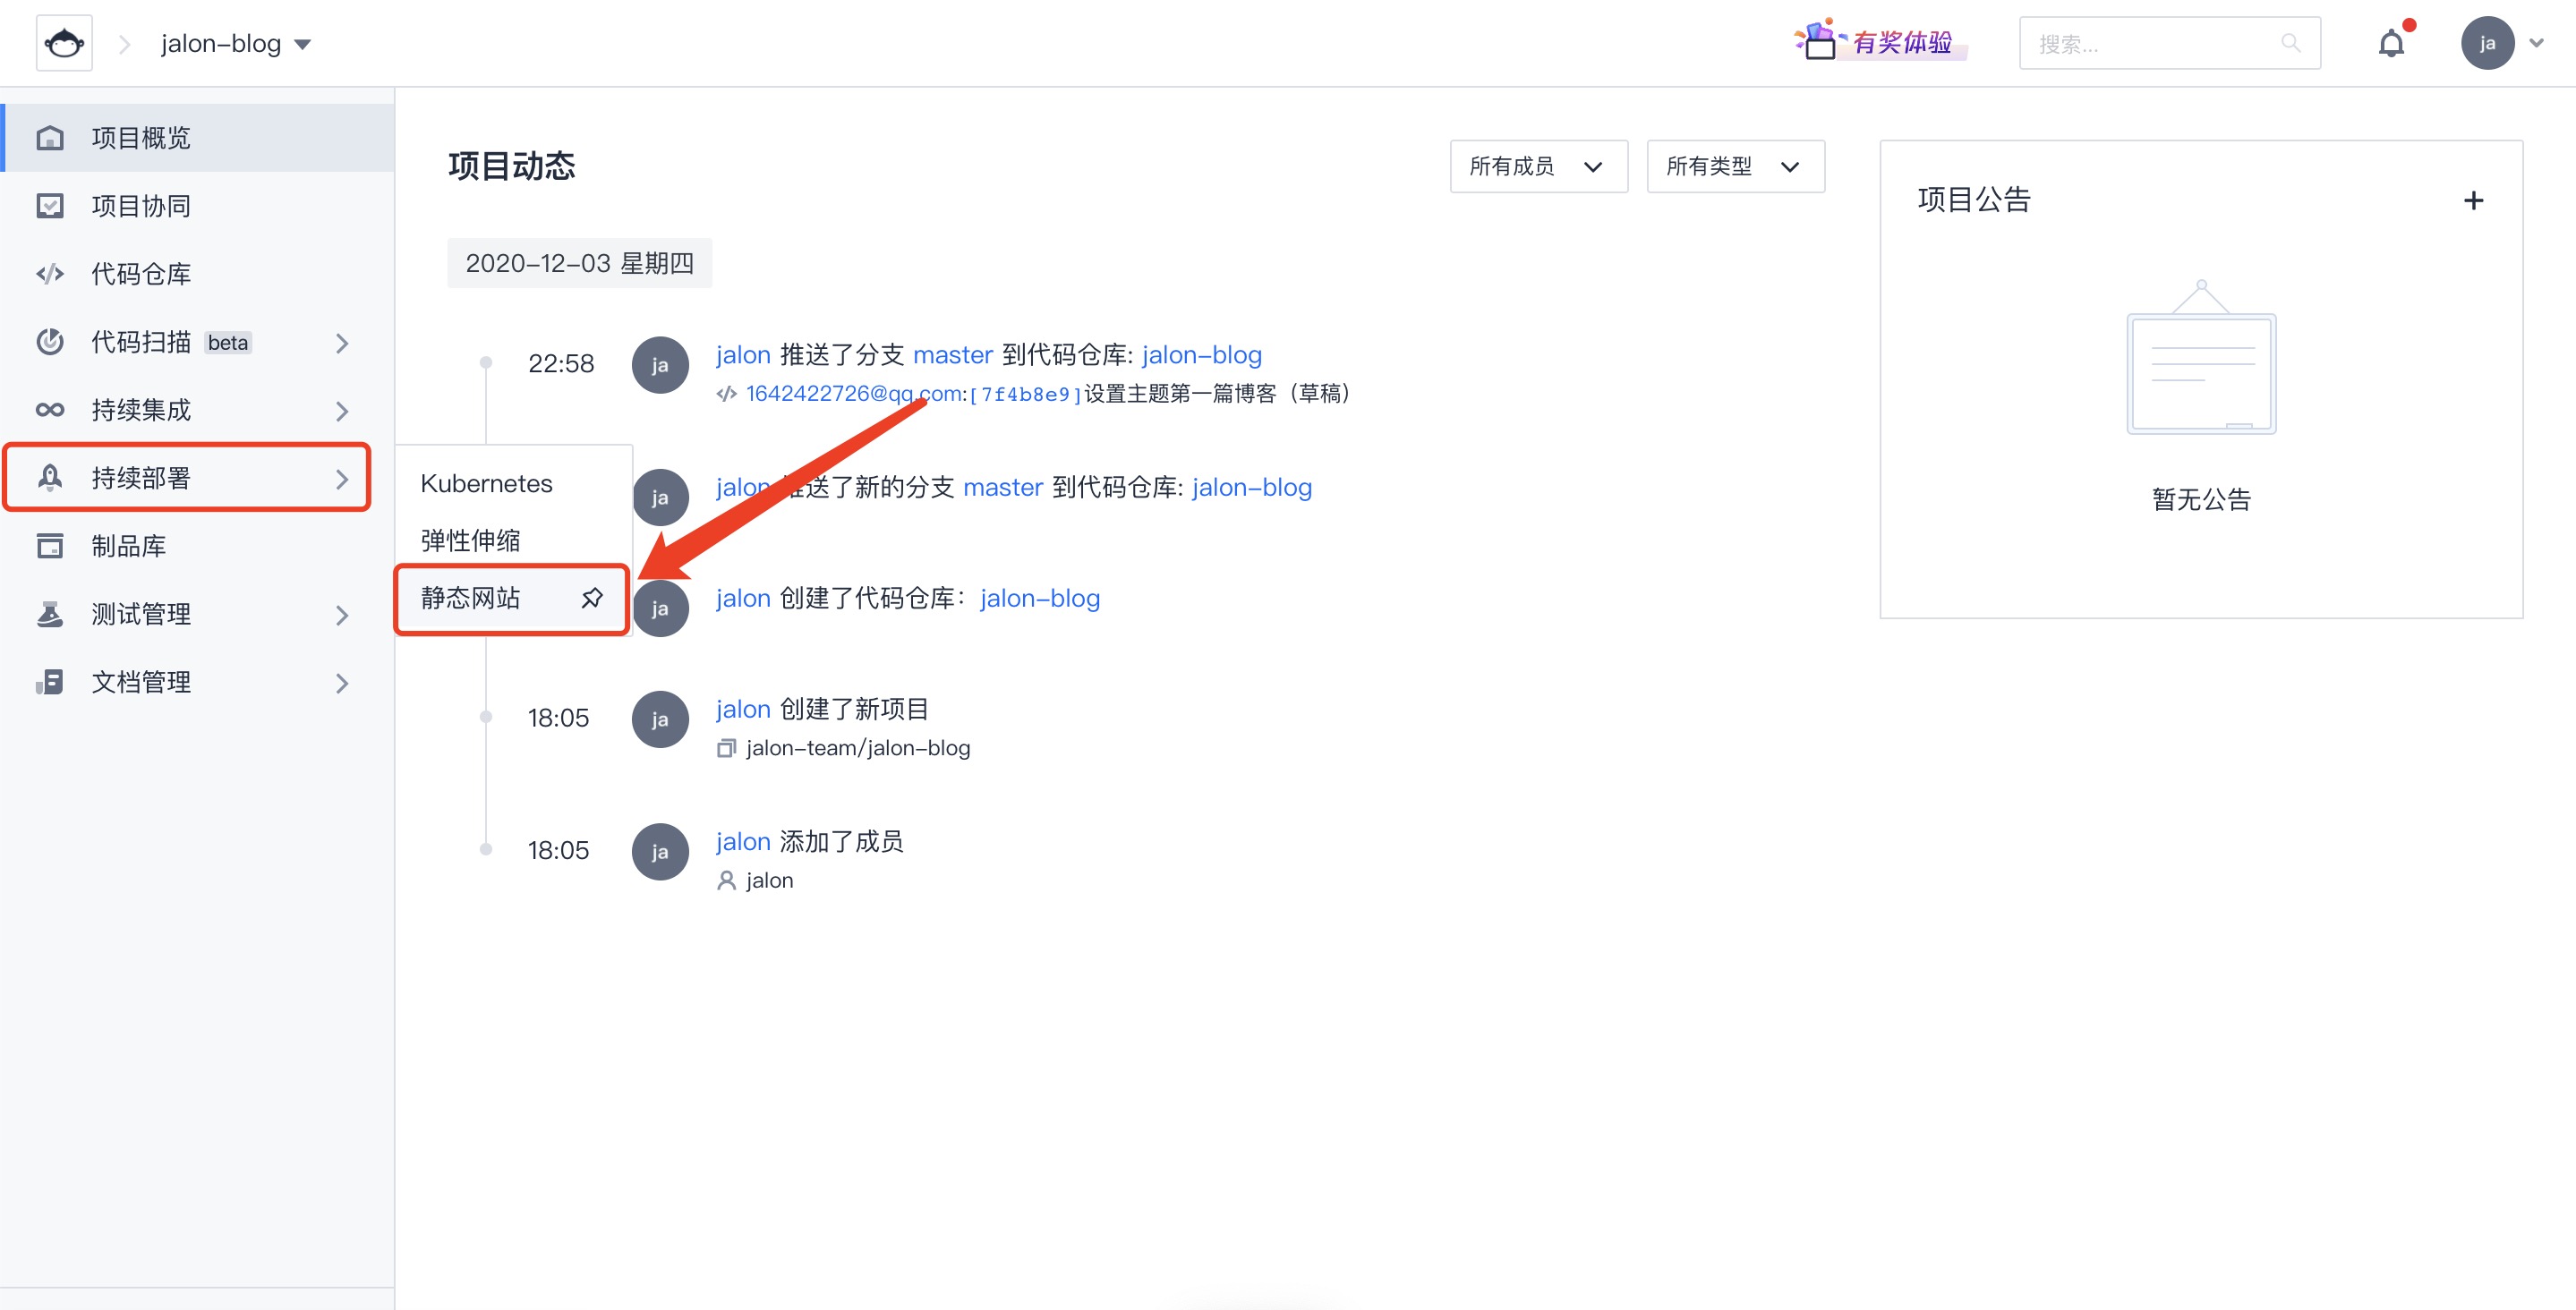 jalon-blog
有奖体验
搜索...
ja
项目概览
项目协同
代码仓库
代码扫描 beta
持续集成
持续部署
制品库
测试管理
文档管理
Kubernetes
弹性伸缩
静态网站
项目动态
所有成员
所有类型
2020-12-03 星期四
22:58
ja
jalon 推送了分支 master 到代码仓库: jalon-blog
1642422726@qq.com:[7f4b8e9]设置主题第一篇博客（草稿）
ja
jalon 推送了新的分支 master 到代码仓库: jalon-blog
ja
jalon 创建了代码仓库： jalon-blog
18:05
ja
jalon 创建了新项目
jalon-team/jalon-blog
18:05
ja
jalon 添加了成员
jalon
项目公告
暂无公告